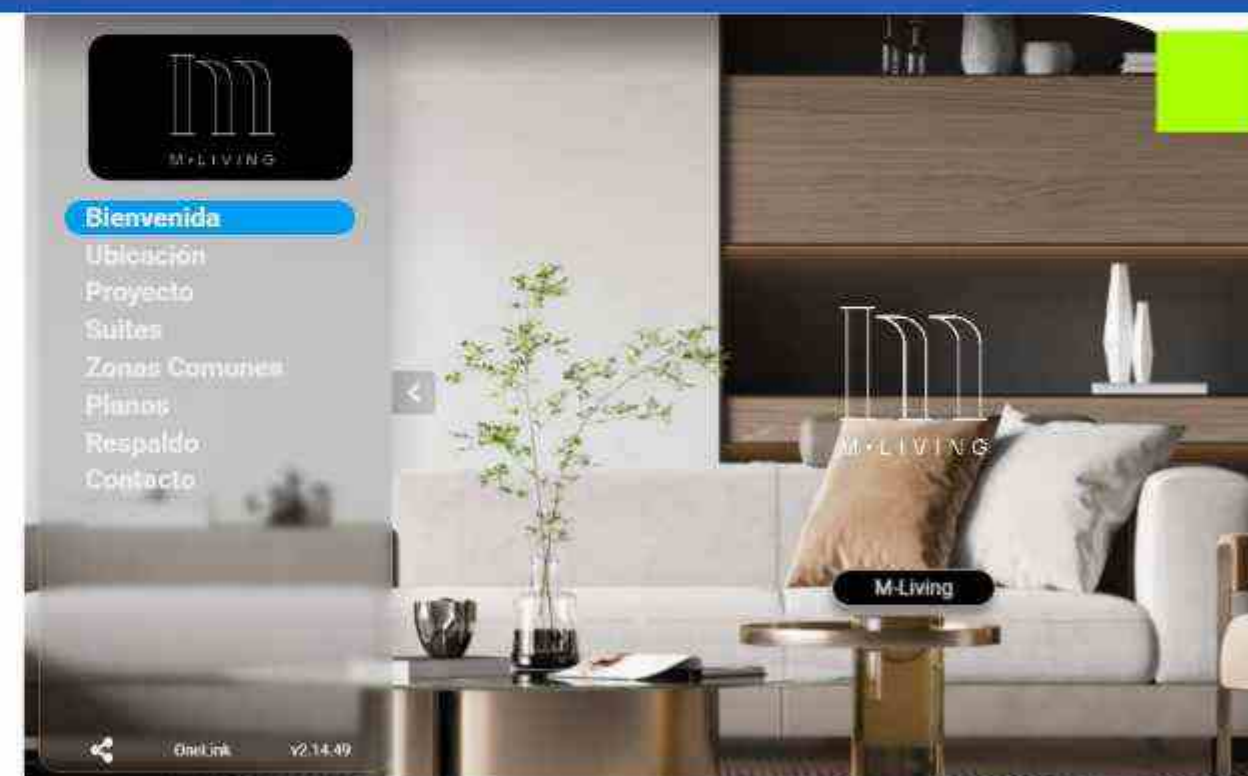 M•LIVING
Bienvenida
Ubicación
Proyecto
Suites
Zonas Comunes
Planos
Respaldo
Contacto
M•LIVING
M-Living
OneLink v2.14.49